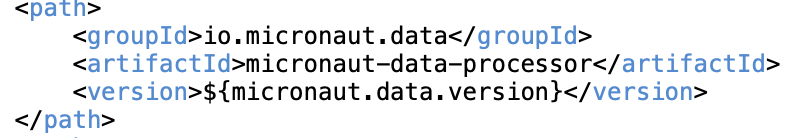 <path>
<groupId>io.micronaut.data</groupId>
<artifactId>micronaut-data-processor</artifactId>
<version>${micronaut.data.version}</version>
</path>